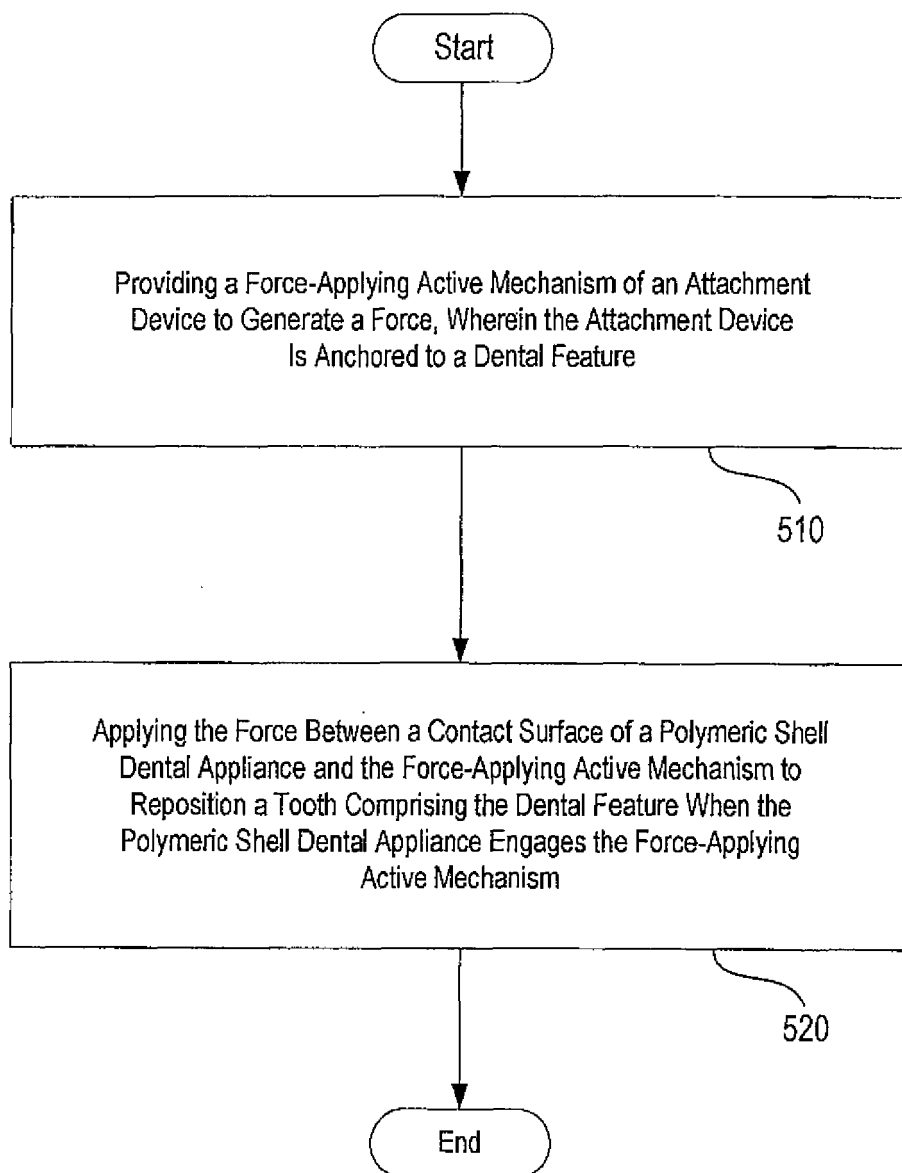 Start
Providing a Force-Applying Active Mechanism of an Attachment
Device to Generate a Force, Wherein the Attachment Device
Is Anchored to a Dental Feature
510
Applying the Force Between a Contact Surface of a Polymeric Shell
Dental Appliance and the Force-Applying Active Mechanism to
Reposition a Tooth Comprising the Dental Feature When the
Polymeric Shell Dental Appliance Engages the Force-Applying
Active Mechanism
520
End